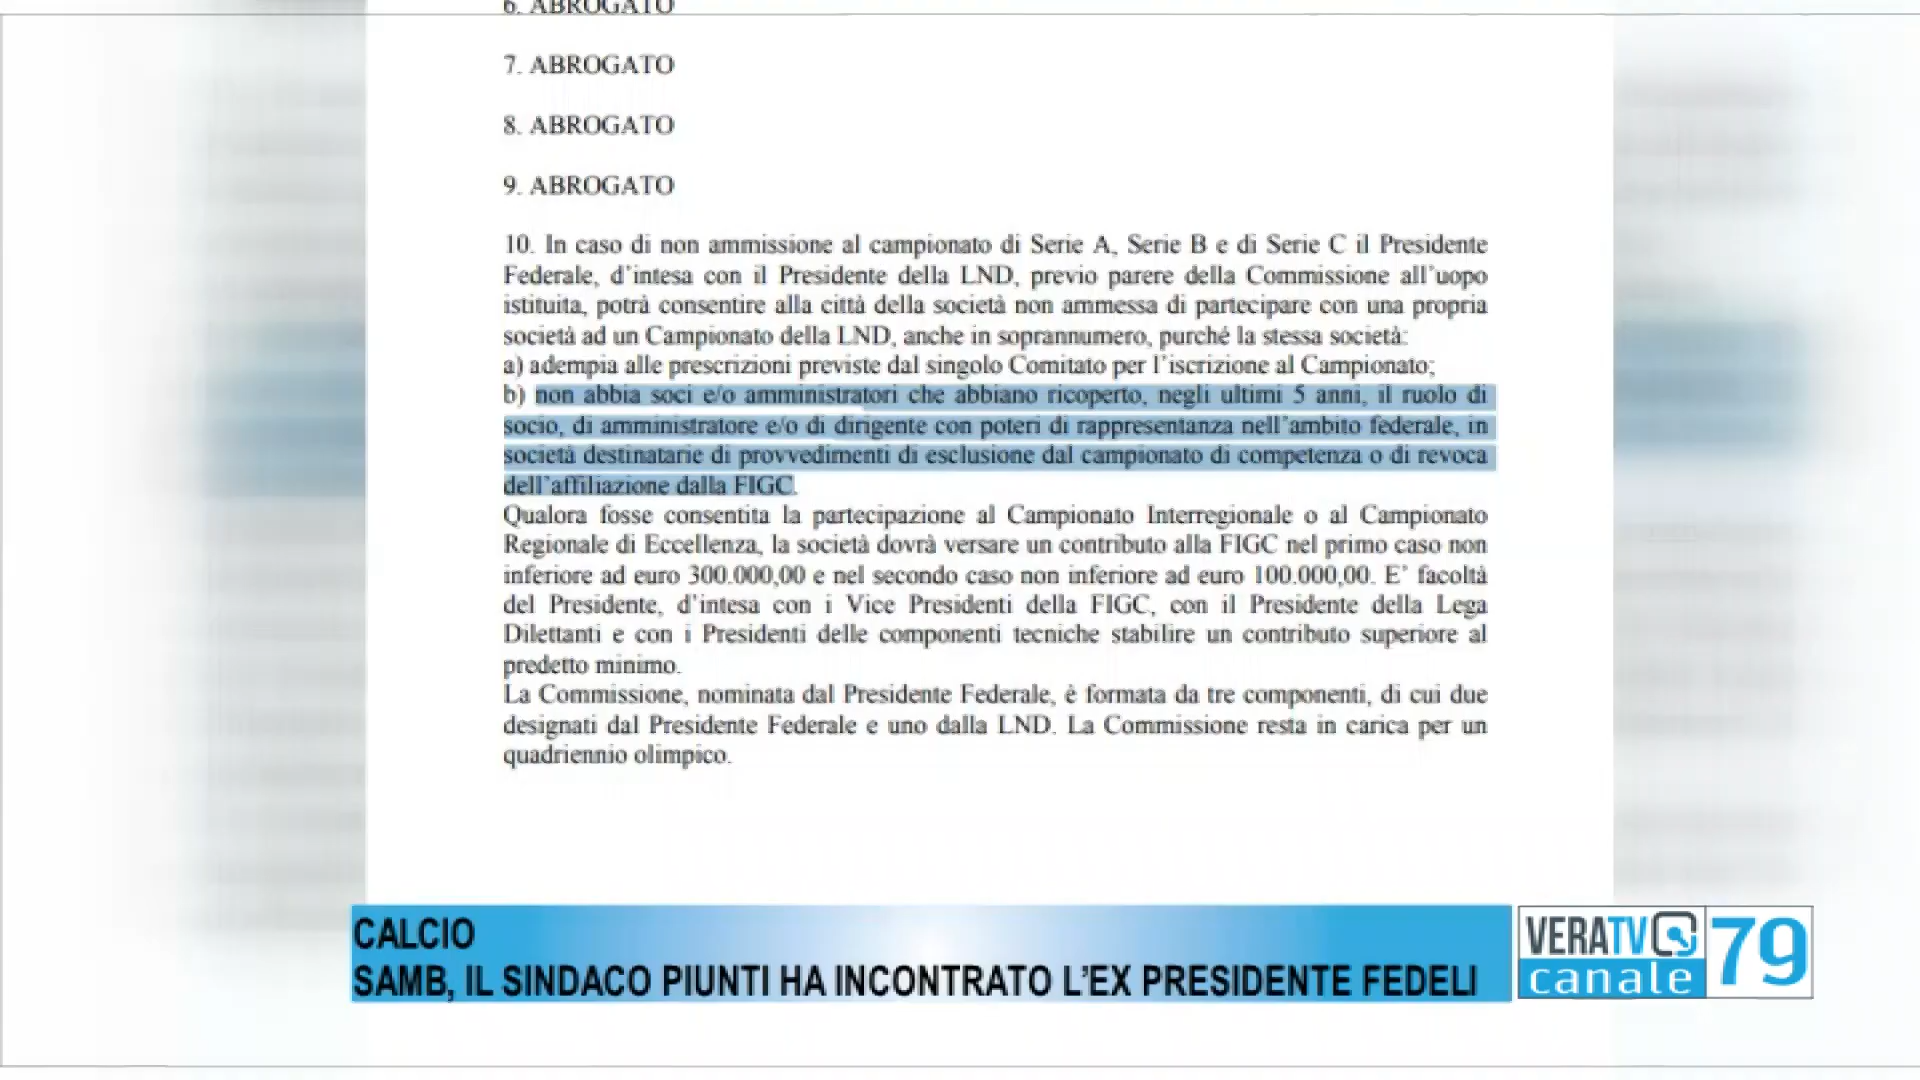 6. ABROGATO
7. ABROGATO
8. ABROGATO
9. ABROGATO
10. In caso di non ammissione al campionato di Serie A, Serie B e di Serie C il Presidente
Federale, d'intesa con il Presidente della LND, previo parere della Commissione all'uopo
istituita, potrà consentire alla città della società non ammessa di partecipare con una propria
società ad un Campionato della LND, anche in soprannumero, purché la stessa società:
a) adempia alle prescrizioni previste dal singolo Comitato per l'iscrizione al Campionato;
b) non abbia soci e/o amministratori che abbiano ricoperto, negli ultimi 5 anni, il ruolo di
socio, di amministratore e/o di dirigente con poteri di rappresentanza nell'ambito federale, in
società destinatarie di provvedimenti di esclusione dal campionato di competenza o di revoca
dell'affiliazione dalla FIGC.
Qualora fosse consentita la partecipazione al Campionato Interregionale o al Campionato
Regionale di Eccellenza, la società dovrà versare un contributo alla FIGC nel primo caso non
inferiore ad euro 300.000,00 e nel secondo caso non inferiore ad euro 100.000,00. E' facoltà
del Presidente, d'intesa con i Vice Presidenti della FIGC, con il Presidente della Lega
Dilettanti e con i Presidenti delle componenti tecniche stabilire un contributo superiore al
predetto minimo.
La Commissione, nominata dal Presidente Federale, è formata da tre componenti, di cui due
designati dal Presidente Federale e uno dalla LND. La Commissione resta in carica per un
quadriennio olimpico.
CALCIO
SAMB, IL SINDACO PIUNTI HA INCONTRATO L'EX PRESIDENTE FEDELI
VERATV
canale
79